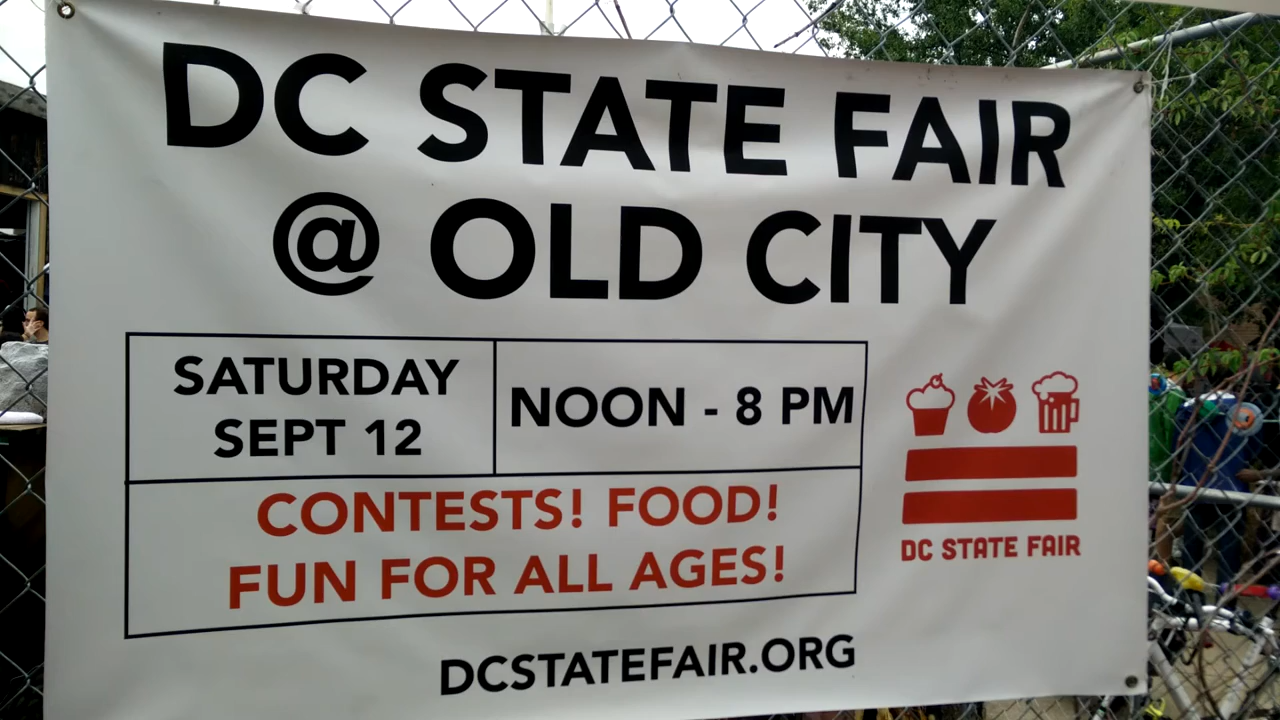 DC STATE FAIR
@ OLD CITY
SATURDAY
SEPT 12
NOON - 8 PM
CONTESTS! FOOD!
FUN FOR ALL AGES!
DC STATE FAIR
DCSTATEFAIR.ORG